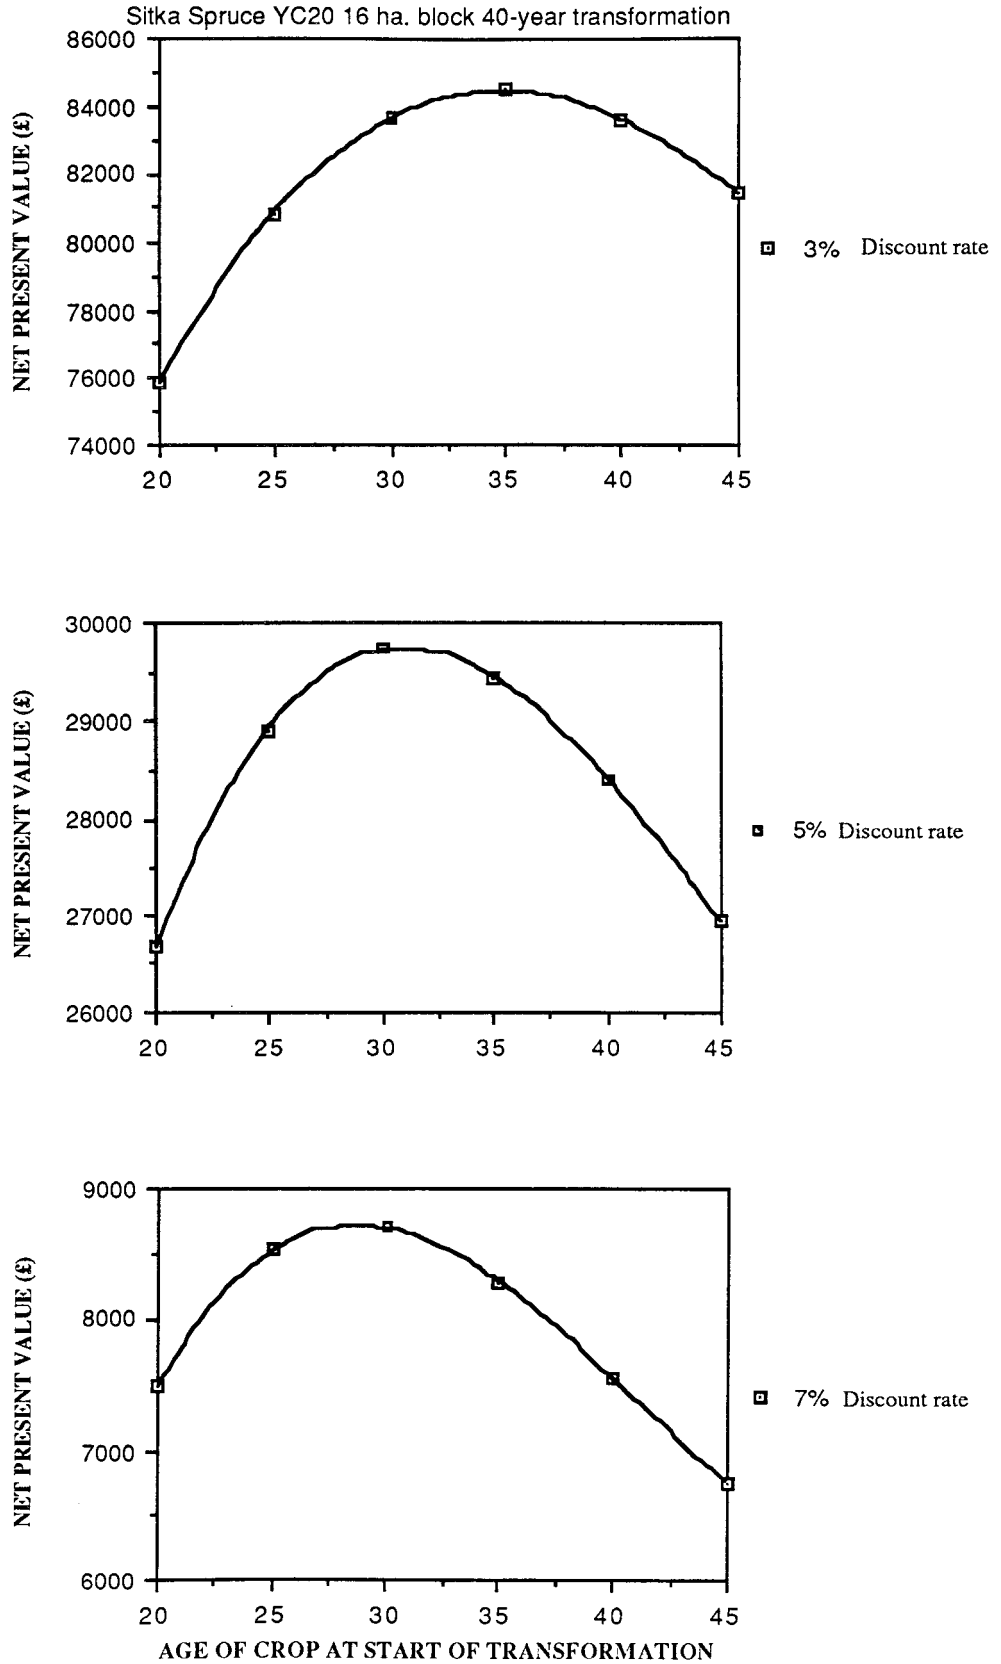 Sitka Spruce YC20 16 ha. block 40-year transformation
NET PRESENT VALUE (£)
86000
84000
82000
80000
78000
76000
74000
20 25 30 35 40 45
3% Discount rate
NET PRESENT VALUE (£)
30000
29000
28000
27000
26000
20 25 30 35 40 45
5% Discount rate
NET PRESENT VALUE (£)
9000
8000
7000
6000
20 25 30 35 40 45
7% Discount rate
AGE OF CROP AT START OF TRANSFORMATION